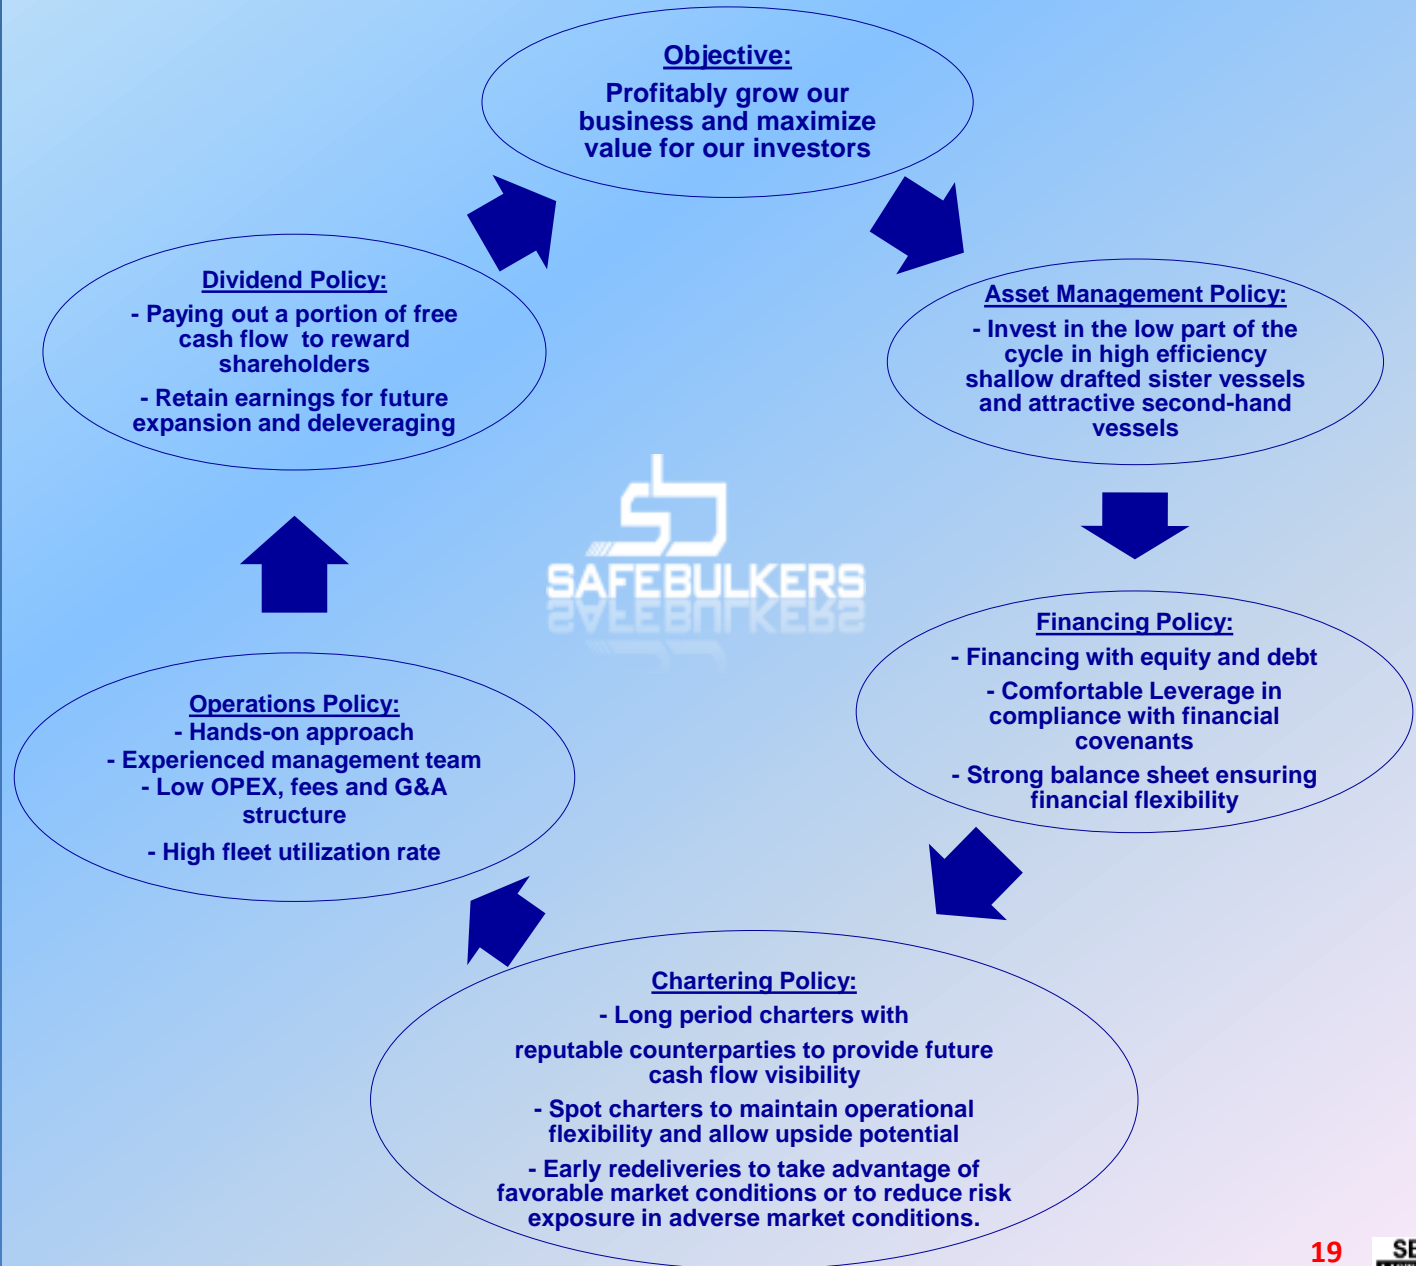 Objective:
Profitably grow our
business and maximize
value for our investors
Asset Management Policy:
- Invest in the low part of the
cycle in high efficiency
shallow drafted sister vessels
and attractive second-hand
vessels
Financing Policy:
- Financing with equity and debt
- Comfortable Leverage in
compliance with financial
covenants
- Strong balance sheet ensuring
financial flexibility
Chartering Policy:
- Long period charters with
reputable counterparties to provide future
cash flow visibility
- Spot charters to maintain operational
flexibility and allow upside potential
- Early redeliveries to take advantage of
favorable market conditions or to reduce risk
exposure in adverse market conditions.
Operations Policy:
- Hands-on approach
- Experienced management team
- Low OPEX, fees and G&A
structure
- High fleet utilization rate
Dividend Policy:
- Paying out a portion of free
cash flow to reward
shareholders
- Retain earnings for future
expansion and deleveraging
sb
SAFEBULKERS
19